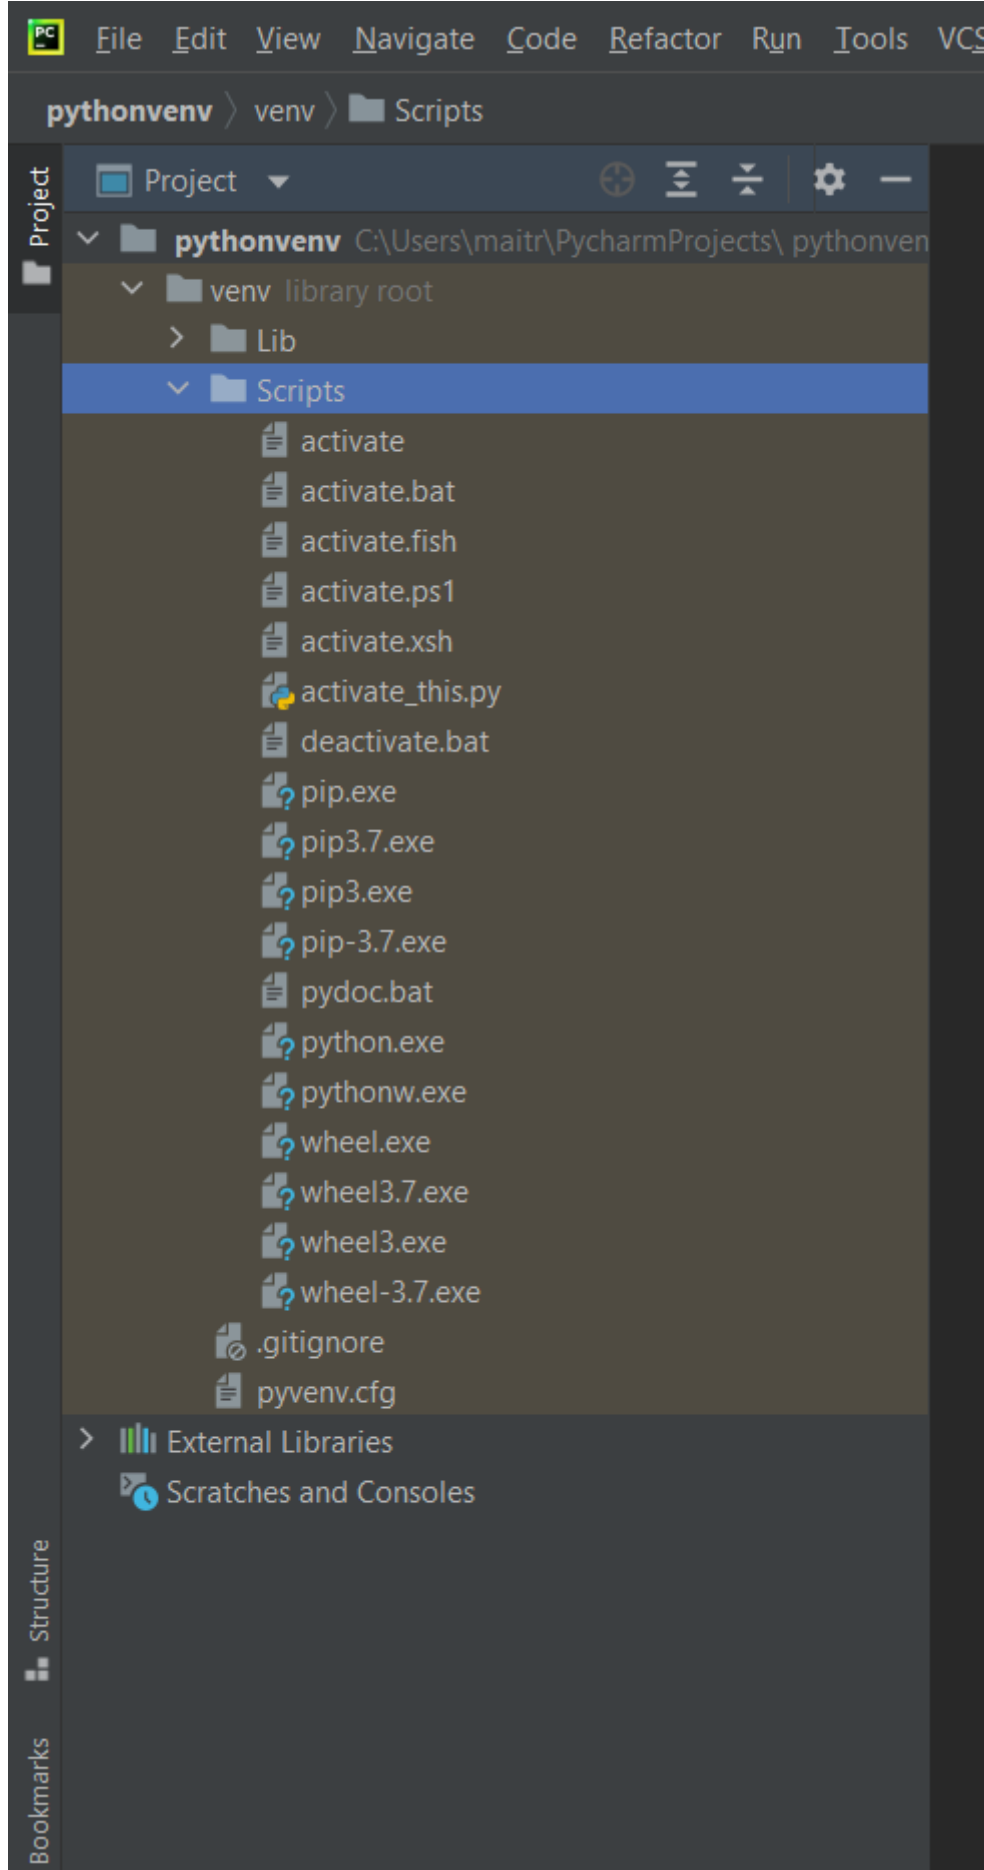 PC File Edit View Navigate Code Refactor Run Tools VCS
pythonvenv venv Scripts
Project
Project
pythonvenv C:\Users\maitr\PycharmProjects\ pythonven
venv library root
Lib
Scripts
activate
activate.bat
activate.fish
activate.ps1
activate.xsh
activate_this.py
deactivate.bat
pip.exe
pip3.7.exe
pip3.exe
pip-3.7.exe
pydoc.bat
python.exe
pythonw.exe
wheel.exe
wheel3.7.exe
wheel3.exe
wheel-3.7.exe
.gitignore
pyvenv.cfg
External Libraries
Scratches and Consoles
Structure
Bookmarks